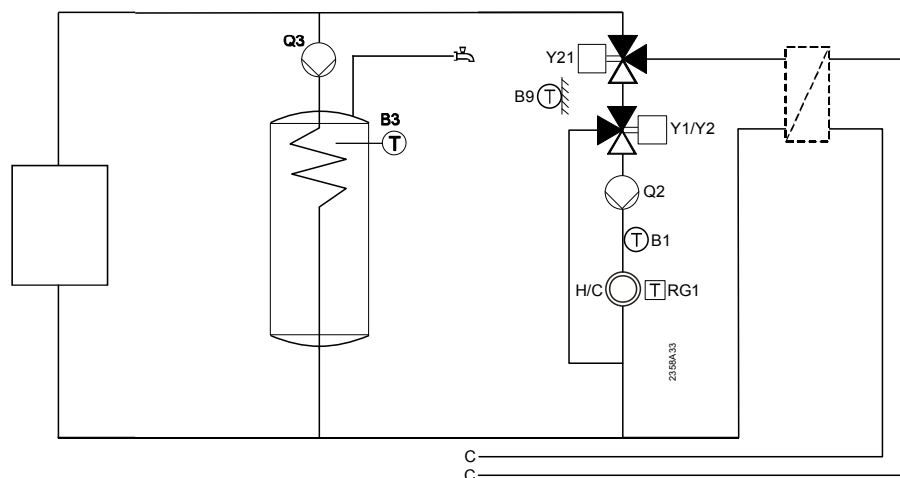 Q3
Y21
B9 T
B3
T
Y1/Y2
Q2
T B1
H/C T RG1
2358A33
C
C